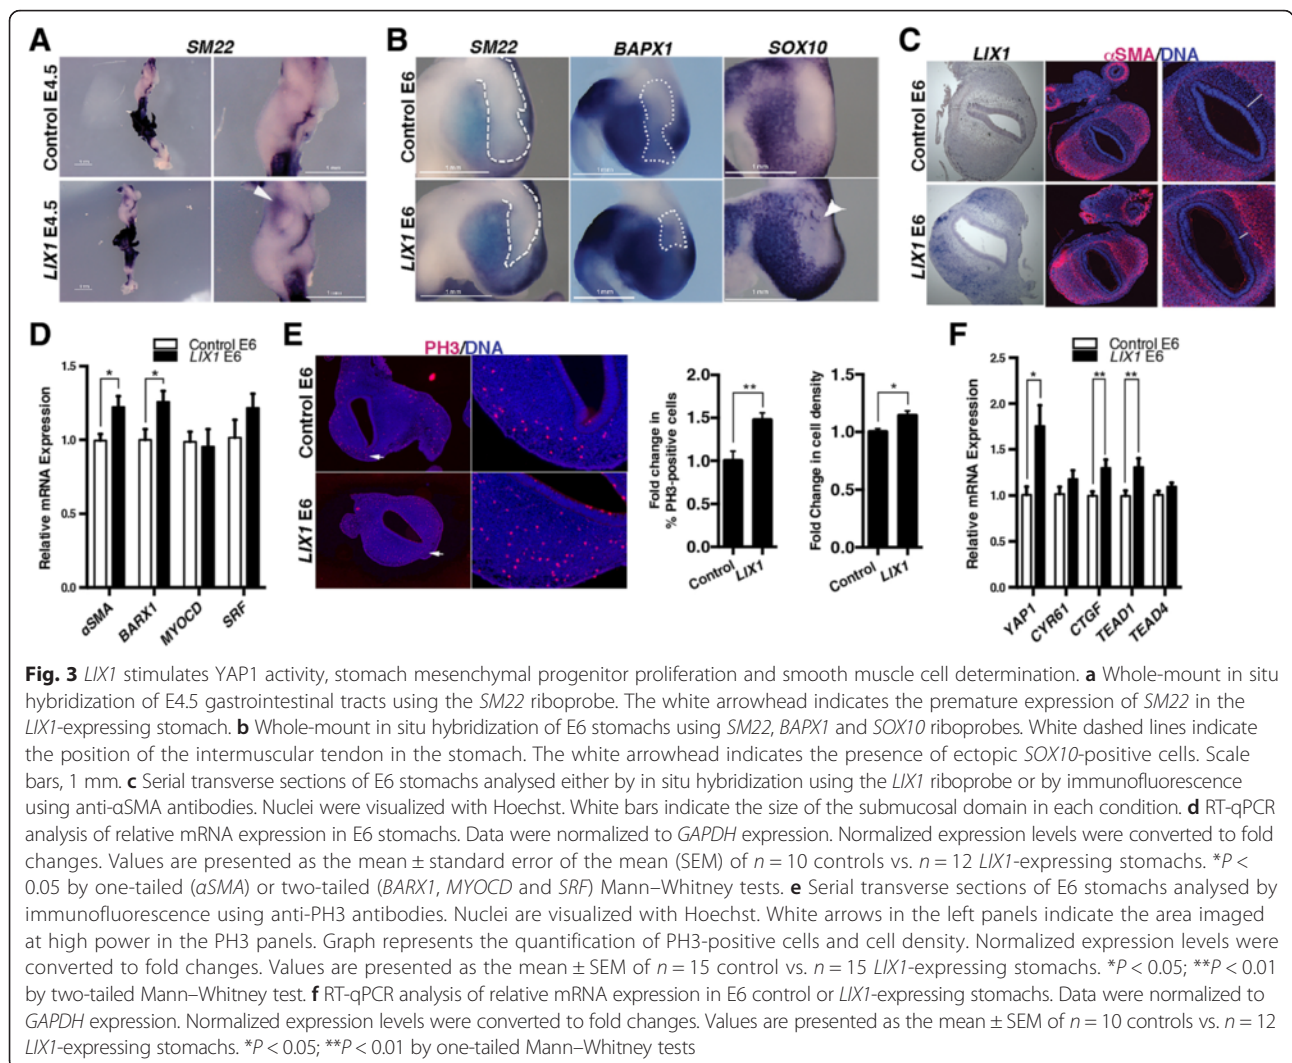 A
SM22
Control E4.5
LIX1 E4.5
1 mm
B
SM22
BAPX1
SOX10
Control E6
LIX1 E6
1 mm
1 mm
1 mm
1 mm
C
LIX1
αSMA/DNA
Control E6
LIX1 E6
D
Control E6
LIX1 E6
Relative mRNA Expression
1.5
1.0
0.5
0.0
*
*
αSMA
BARX1
MYOCD
SRF
E
PH3/DNA
Control E6
LIX1 E6
Fold change in
% PH3-positive cells
2.0
1.5
1.0
0.5
0.0
**
Control
LIX1
Fold Change in cell density
1.5
1.0
0.5
0.0
*
Control
LIX1
F
Control E6
LIX1 E6
Relative mRNA Expression
2.5
2.0
1.5
1.0
0.5
0.0
*
**
**
YAP1
CYR61
CTGF
TEAD1
TEAD4
Fig. 3 LIX1 stimulates YAP1 activity, stomach mesenchymal progenitor proliferation and smooth muscle cell determination. a Whole-mount in situ
hybridization of E4.5 gastrointestinal tracts using the SM22 riboprobe. The white arrowhead indicates the premature expression of SM22 in the
LIX1-expressing stomach. b Whole-mount in situ hybridization of E6 stomachs using SM22, BAPX1 and SOX10 riboprobes. White dashed lines indicate
the position of the intermuscular tendon in the stomach. The white arrowhead indicates the presence of ectopic SOX10-positive cells. Scale
bars, 1 mm. c Serial transverse sections of E6 stomachs analysed either by in situ hybridization using the LIX1 riboprobe or by immunofluorescence
using anti-αSMA antibodies. Nuclei were visualized with Hoechst. White bars indicate the size of the submucosal domain in each condition. d RT-qPCR
analysis of relative mRNA expression in E6 stomachs. Data were normalized to GAPDH expression. Normalized expression levels were converted to fold
changes. Values are presented as the mean ± standard error of the mean (SEM) of n = 10 controls vs. n = 12 LIX1-expressing stomachs. *P <
0.05 by one-tailed (αSMA) or two-tailed (BARX1, MYOCD and SRF) Mann–Whitney tests. e Serial transverse sections of E6 stomachs analysed by
immunofluorescence using anti-PH3 antibodies. Nuclei are visualized with Hoechst. White arrows in the left panels indicate the area imaged
at high power in the PH3 panels. Graph represents the quantification of PH3-positive cells and cell density. Normalized expression levels were
converted to fold changes. Values are presented as the mean ± SEM of n = 15 control vs. n = 15 LIX1-expressing stomachs. *P < 0.05; **P < 0.01
by two-tailed Mann–Whitney test. f RT-qPCR analysis of relative mRNA expression in E6 control or LIX1-expressing stomachs. Data were normalized to
GAPDH expression. Normalized expression levels were converted to fold changes. Values are presented as the mean ± SEM of n = 10 controls vs. n = 12
LIX1-expressing stomachs. *P < 0.05; **P < 0.01 by one-tailed Mann–Whitney tests